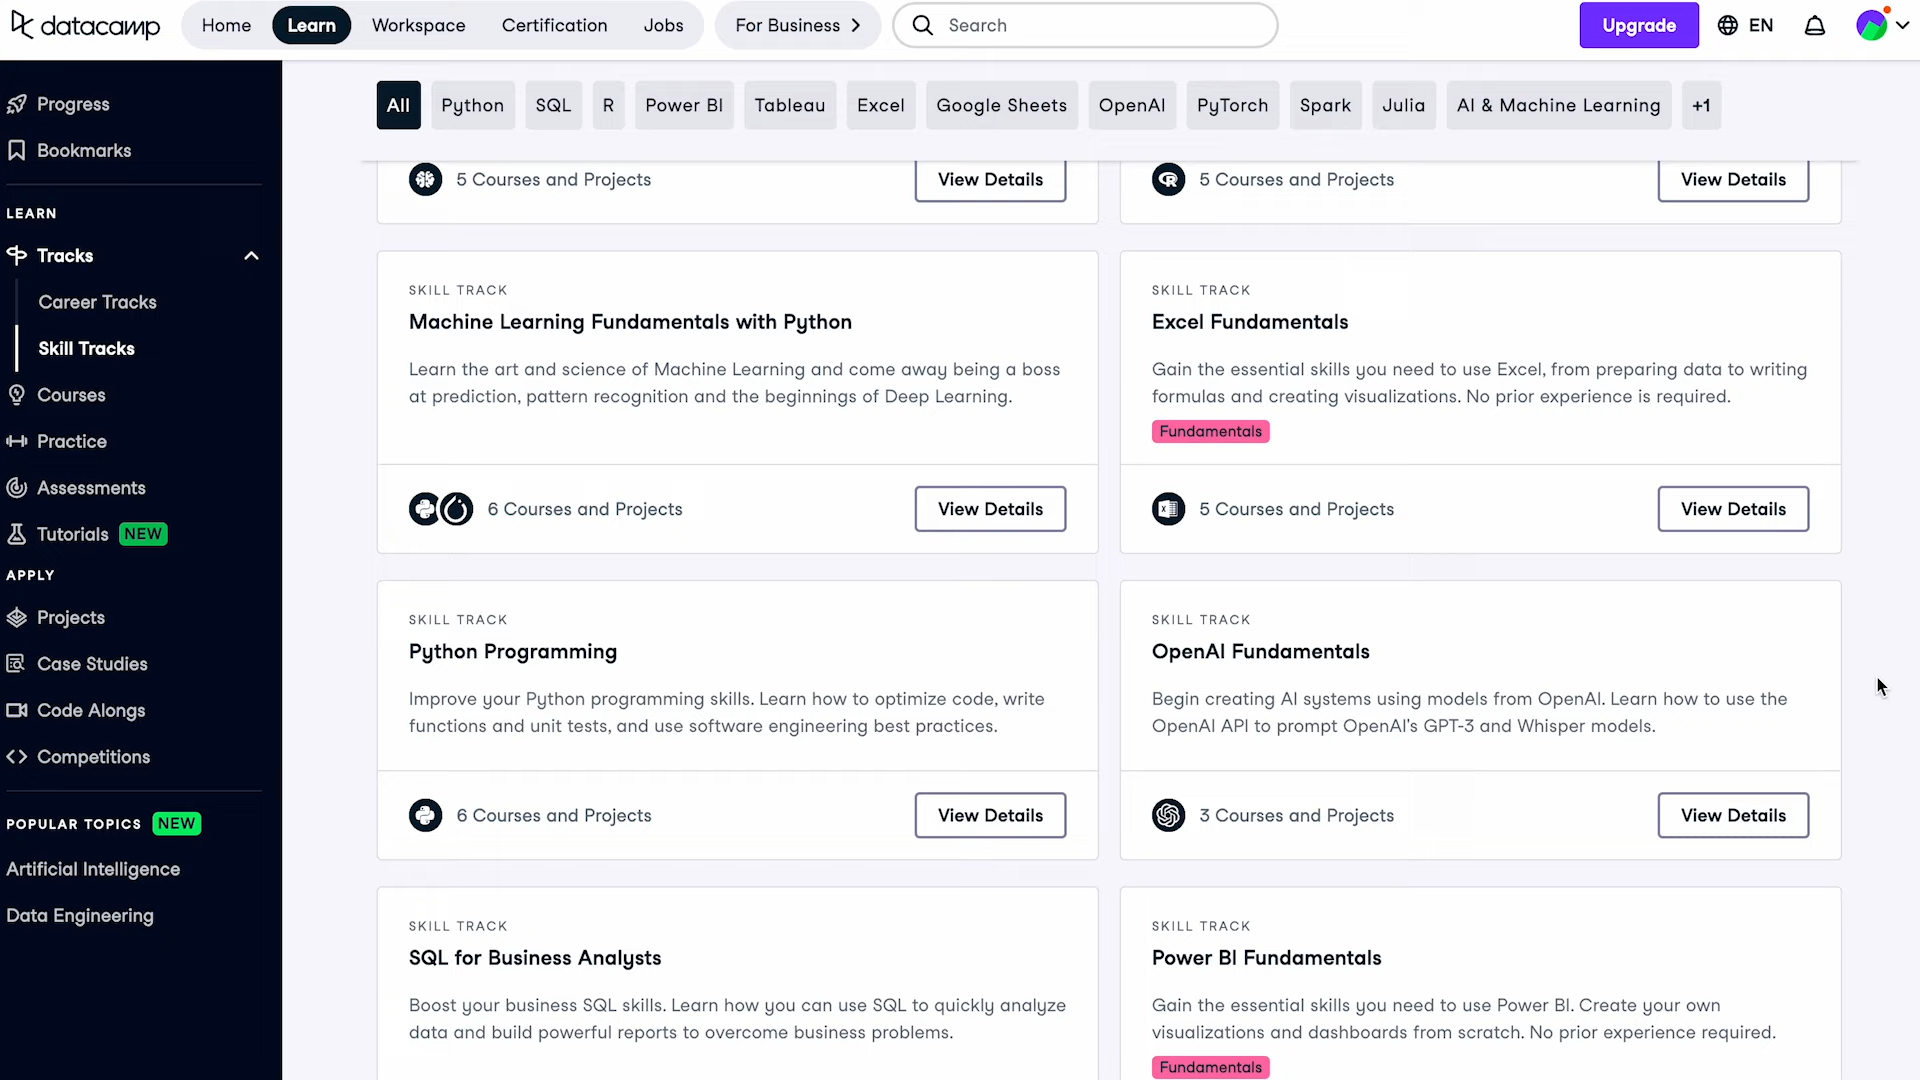 datacamp
Home
Learn
Workspace
Certification
Jobs
For Business
Search
Upgrade
EN
Progress
Bookmarks
LEARN
Tracks
Career Tracks
Skill Tracks
Courses
Practice
Assessments
Tutorials NEW
APPLY
Projects
Case Studies
Code Alongs
Competitions
POPULAR TOPICS NEW
Artificial Intelligence
Data Engineering
All
Python
SQL
R
Power BI
Tableau
Excel
Google Sheets
OpenAI
PyTorch
Spark
Julia
AI & Machine Learning
+1
5 Courses and Projects
View Details
5 Courses and Projects
View Details
SKILL TRACK
Machine Learning Fundamentals with Python
Learn the art and science of Machine Learning and come away being a boss
at prediction, pattern recognition and the beginnings of Deep Learning.
6 Courses and Projects
View Details
SKILL TRACK
Excel Fundamentals
Gain the essential skills you need to use Excel, from preparing data to writing
formulas and creating visualizations. No prior experience is required.
Fundamentals
5 Courses and Projects
View Details
SKILL TRACK
Python Programming
Improve your Python programming skills. Learn how to optimize code, write
functions and unit tests, and use software engineering best practices.
6 Courses and Projects
View Details
SKILL TRACK
OpenAI Fundamentals
Begin creating AI systems using models from OpenAI. Learn how to use the
OpenAI API to prompt OpenAI's GPT-3 and Whisper models.
3 Courses and Projects
View Details
SKILL TRACK
SQL for Business Analysts
Boost your business SQL skills. Learn how you can use SQL to quickly analyze
data and build powerful reports to overcome business problems.
SKILL TRACK
Power BI Fundamentals
Gain the essential skills you need to use Power BI. Create your own
visualizations and dashboards from scratch. No prior experience required.
Fundamentals